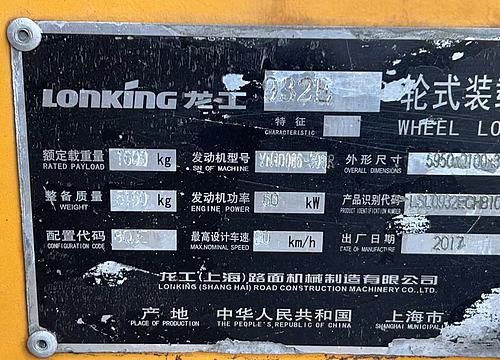 LONKING 龙工
轮式装
WHEEL LO
特征
CHARACTERISTIC
额定载重量 kg
RATED PAYLOAD
发动机型号
SN OF MACHINE
外形尺寸
OVERALL DIMENSIONS
整备质量 kg
WEIGHT
发动机功率 kW
ENGINE POWER
产品识别代码
PRODUCT IDENTIFICATION NUMBER
配置代码
CONFIGURATION CODE
最高设计车速 km/h
MAX.NOMINAL SPEED
出厂日期 2017
DATE OF MANUFACTURE
龙工(上海)路面机械制造有限公司
LONKING (SHANG HAI) ROAD CONSTRUCTION MACHINERY CO.,LTD.
产地 中华人民共和国 上海市
PLACE OF PRODUCTION THE PEOPLE'S REPUBLIC OF CHINA SHANGHAI MUNICIPAL